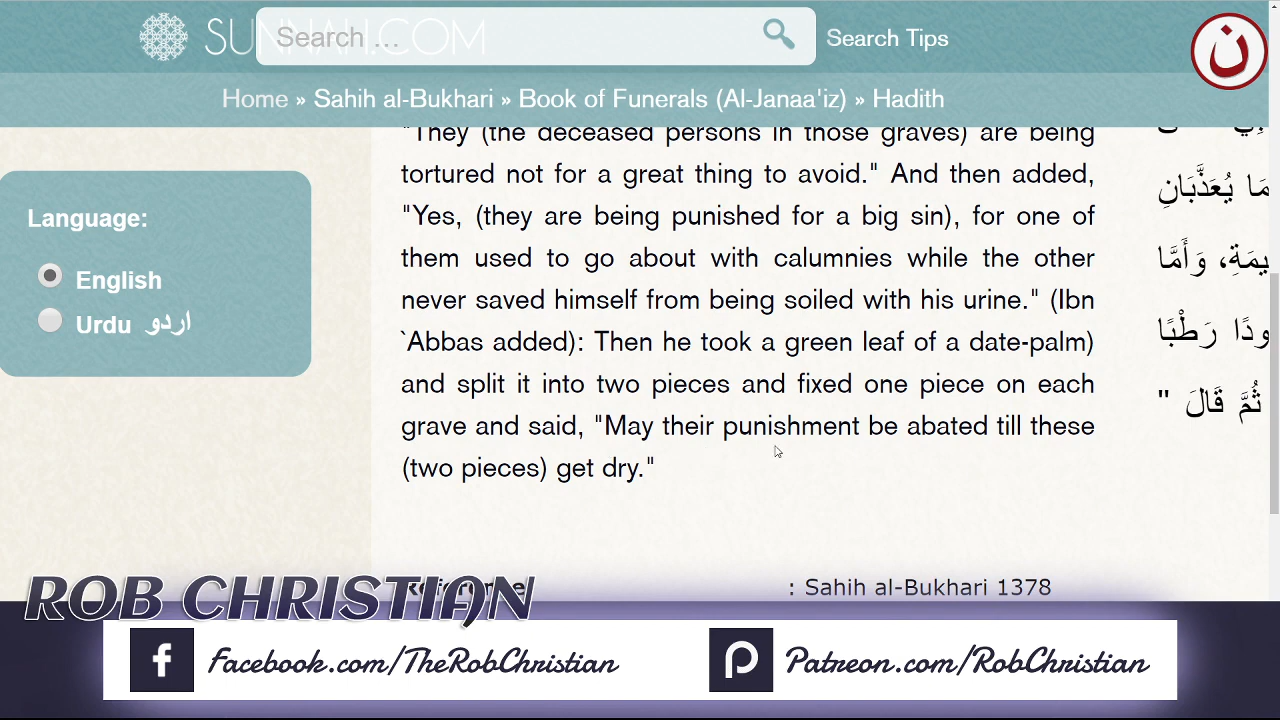 SUNNAH.COM
Search ...
Search Tips
ن
Home » Sahih al-Bukhari » Book of Funerals (Al-Janaa'iz) » Hadith
"They (the deceased persons in those graves) are being
tortured not for a great thing to avoid." And then added,
"Yes, (they are being punished for a big sin), for one of
them used to go about with calumnies while the other
never saved himself from being soiled with his urine." (Ibn
`Abbas added): Then he took a green leaf of a date-palm)
and split it into two pieces and fixed one piece on each
grave and said, "May their punishment be abated till these
(two pieces) get dry."
مَا يُعَذَّبَانِ
يمَةِ، وَأَمَّا
ودًا رَطْبًا
ثُمَّ قَالَ "
Language:
English
Urdu اردو
Reference : Sahih al-Bukhari 1378
ROB CHRISTIAN
f Facebook.com/TheRobChristian
Patreon.com/RobChristian